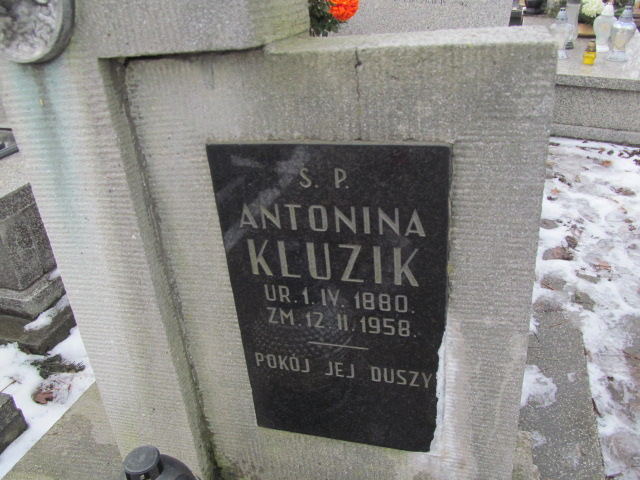 S. P.
ANTONINA
KLUZIK
UR. 1. IV. 1880.
ZM. 12. II. 1958.
POKÓJ JEJ DUSZY